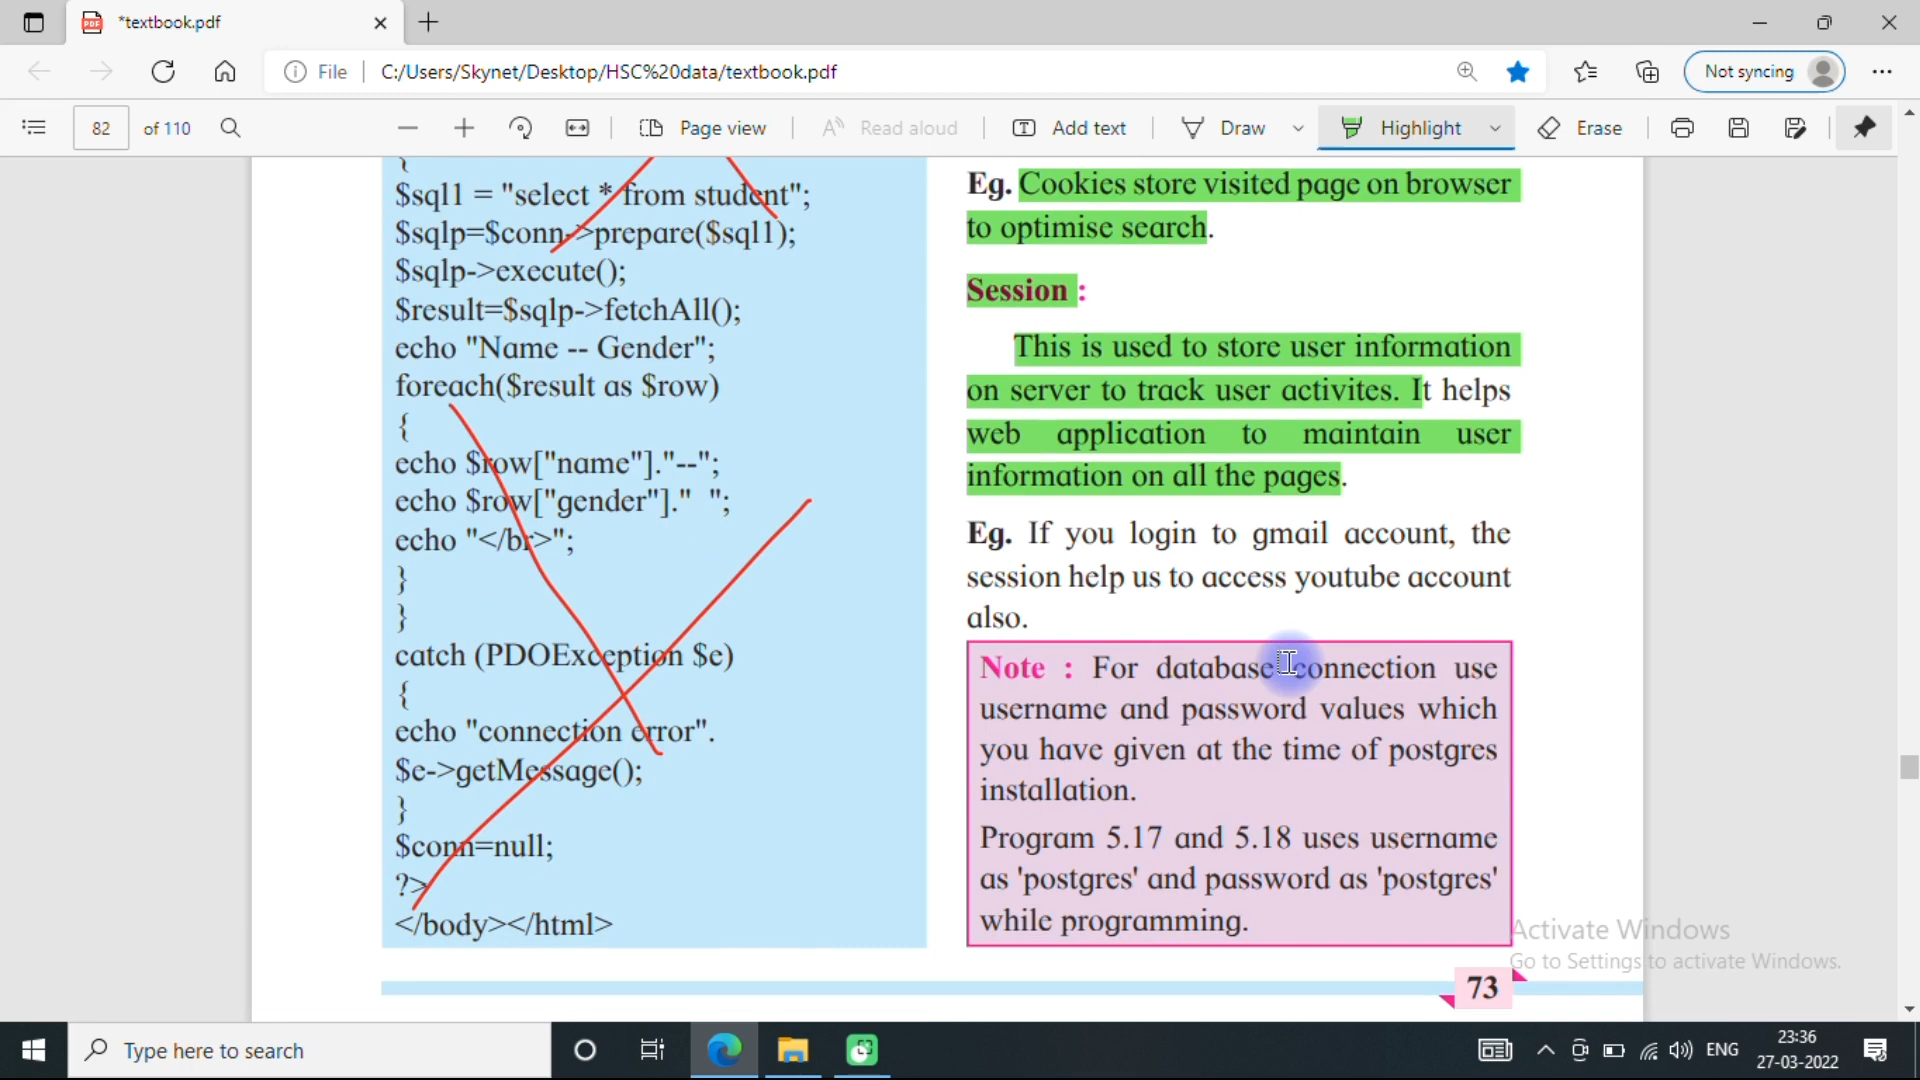 *textbook.pdf
File
C:/Users/Skynet/Desktop/HSC%20data/textbook.pdf
Not syncing
82 of 110
Page view
Read aloud
Add text
Draw
Highlight
Erase
{
$sql1 = "select * from student";
$sqlp=$conn->prepare($sql1);
$sqlp->execute();
$result=$sqlp->fetchAll();
echo "Name -- Gender";
foreach($result as $row)
{
echo $row["name"]."--";
echo $row["gender"]."  ";
echo "</br>";
}
}
catch (PDOException $e)
{
echo "connection error".
$e->getMessage();
}
$conn=null;
?>
</body></html>
Eg. Cookies store visited page on browser
to optimise search.
Session :
This is used to store user information
on server to track user activites. It helps
web application to maintain user
information on all the pages.
Eg. If you login to gmail account, the
session help us to access youtube account
also.
Note : For database connection use
username and password values which
you have given at the time of postgres
installation.
Program 5.17 and 5.18 uses username
as 'postgres' and password as 'postgres'
while programming.
73
Activate Windows
Go to Settings to activate Windows.
Type here to search
ENG
23:36
27-03-2022